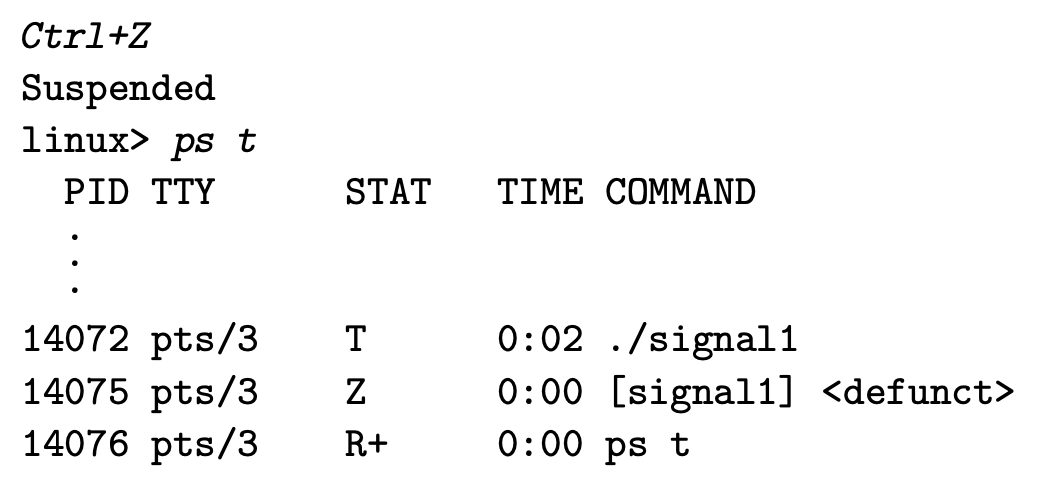 Ctrl+Z
Suspended
linux> ps t
  PID TTY      STAT   TIME COMMAND
  .
  .
  .
14072 pts/3    T      0:02 ./signal1
14075 pts/3    Z      0:00 [signal1] <defunct>
14076 pts/3    R+     0:00 ps t